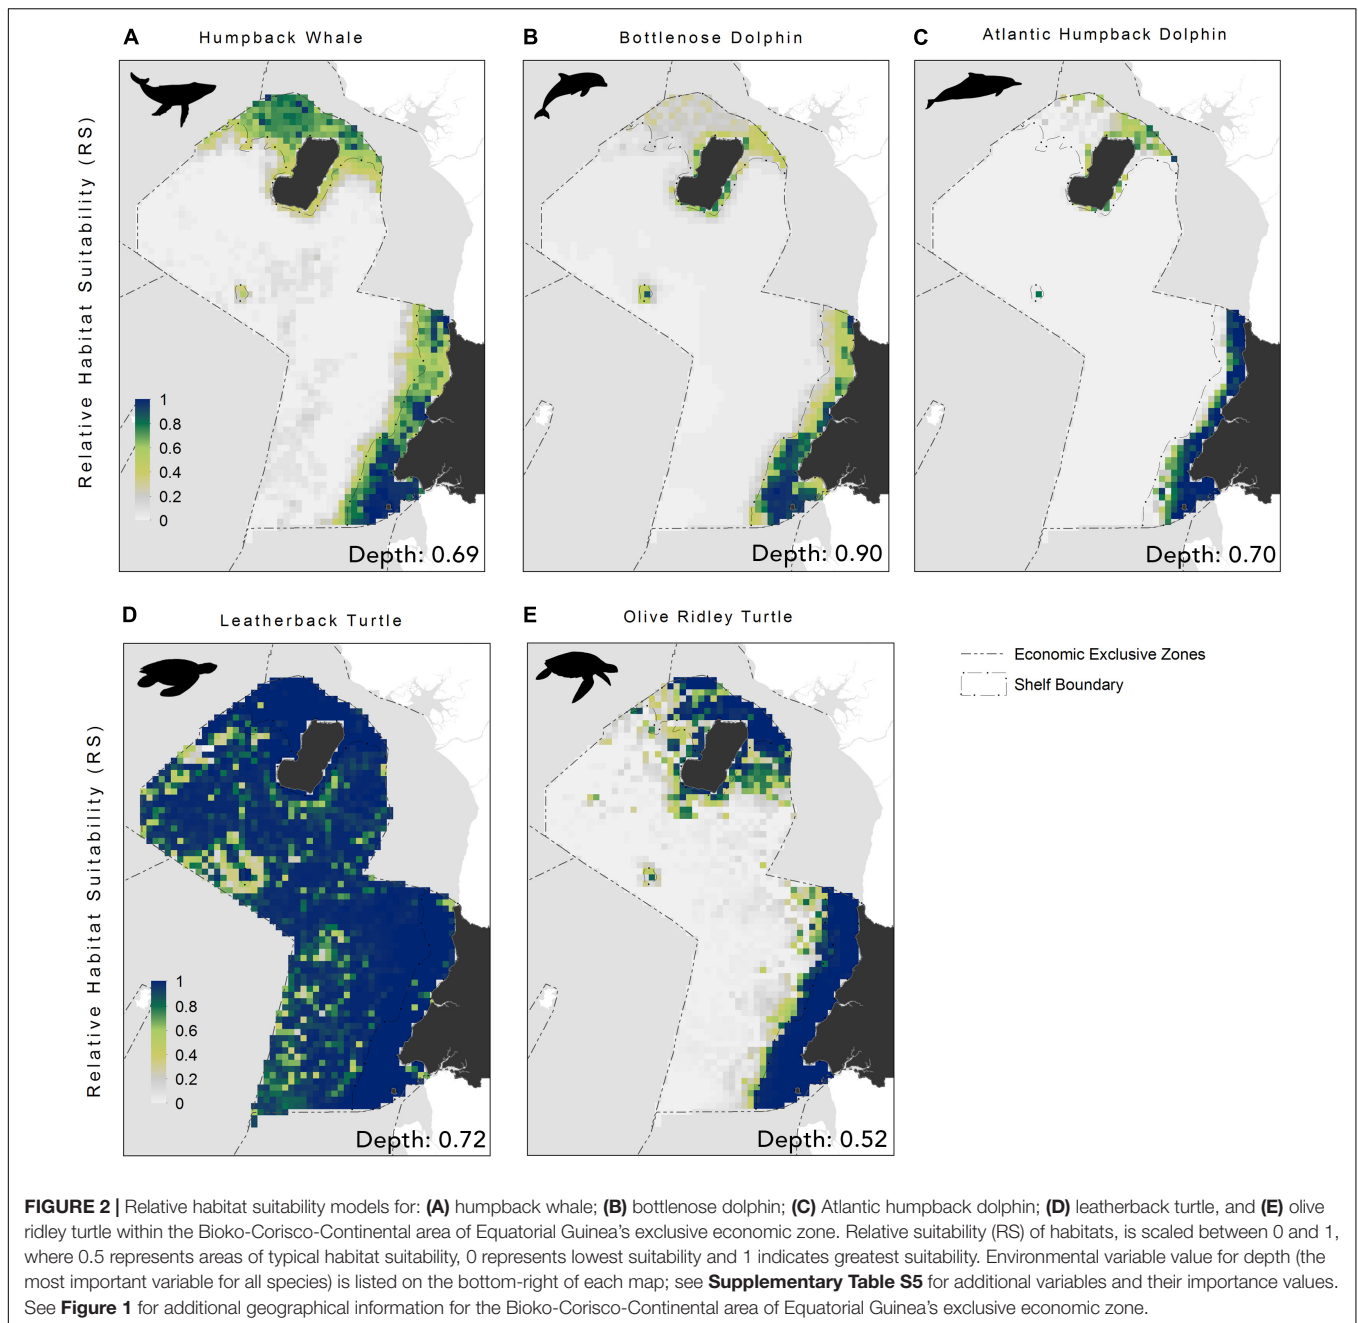 A Humpback Whale
B Bottlenose Dolphin
C Atlantic Humpback Dolphin
Relative Habitat Suitability (RS)
1
0.8
0.6
0.4
0.2
0
Depth: 0.69
Depth: 0.90
Depth: 0.70
D Leatherback Turtle
E Olive Ridley Turtle
Economic Exclusive Zones
Shelf Boundary
Relative Habitat Suitability (RS)
1
0.8
0.6
0.4
0.2
0
Depth: 0.72
Depth: 0.52
FIGURE 2 | Relative habitat suitability models for: (A) humpback whale; (B) bottlenose dolphin; (C) Atlantic humpback dolphin; (D) leatherback turtle, and (E) olive
ridley turtle within the Bioko-Corisco-Continental area of Equatorial Guinea's exclusive economic zone. Relative suitability (RS) of habitats, is scaled between 0 and 1,
where 0.5 represents areas of typical habitat suitability, 0 represents lowest suitability and 1 indicates greatest suitability. Environmental variable value for depth (the
most important variable for all species) is listed on the bottom-right of each map; see Supplementary Table S5 for additional variables and their importance values.
See Figure 1 for additional geographical information for the Bioko-Corisco-Continental area of Equatorial Guinea's exclusive economic zone.